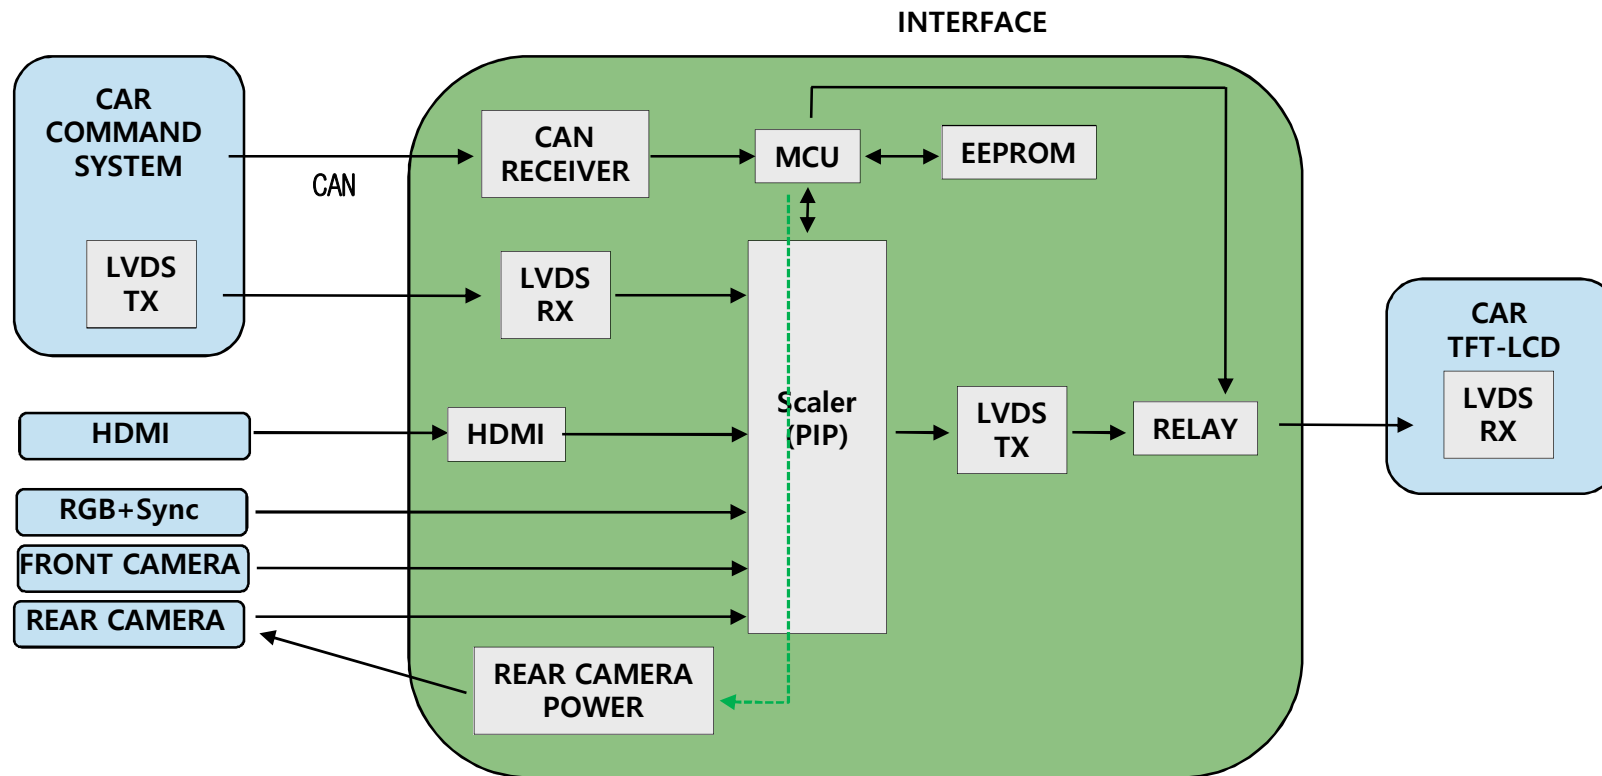 INTERFACE
CAR
COMMAND
SYSTEM
CAN
CAN
RECEIVER
MCU
EEPROM
LVDS
TX
LVDS
RX
Scaler
(PIP)
CAR
TFT-LCD
LVDS
RX
HDMI
HDMI
LVDS
TX
RELAY
RGB+Sync
FRONT CAMERA
REAR CAMERA
REAR CAMERA
POWER